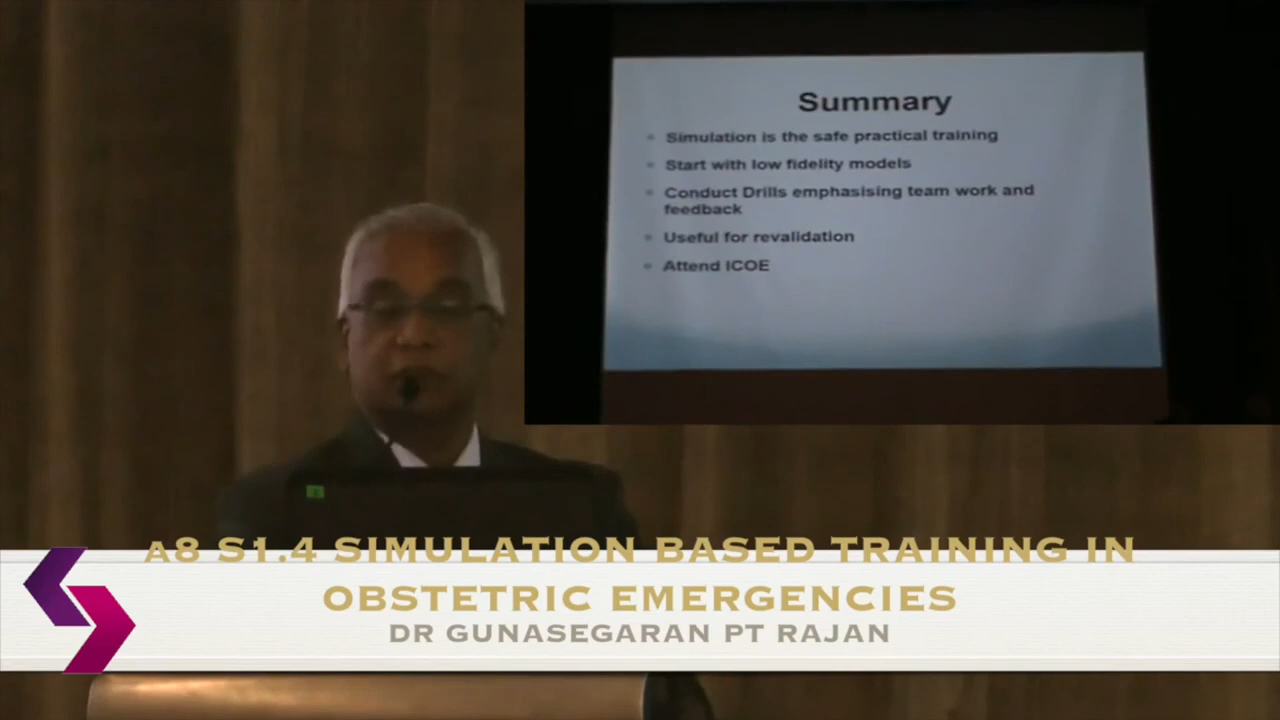 Summary
Simulation is the safe practical training
Start with low fidelity models
Conduct Drills emphasising team work and
feedback
Useful for revalidation
Attend ICOE
A8 S1.4 SIMULATION BASED TRAINING IN
OBSTETRIC EMERGENCIES
DR GUNASEGARAN PT RAJAN